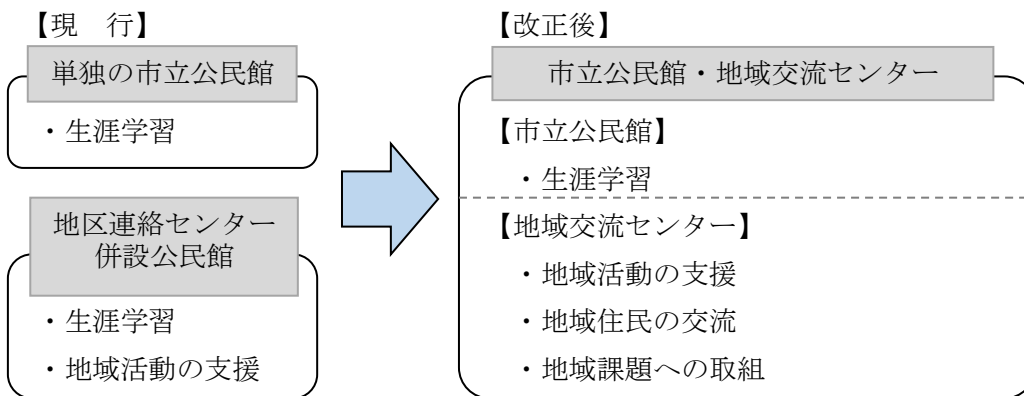 【現　行】
単独の市立公民館
・生涯学習
地区連絡センター
併設公民館
・生涯学習
・地域活動の支援
【改正後】
市立公民館・地域交流センター
【市立公民館】
・生涯学習
【地域交流センター】
・地域活動の支援
・地域住民の交流
・地域課題への取組